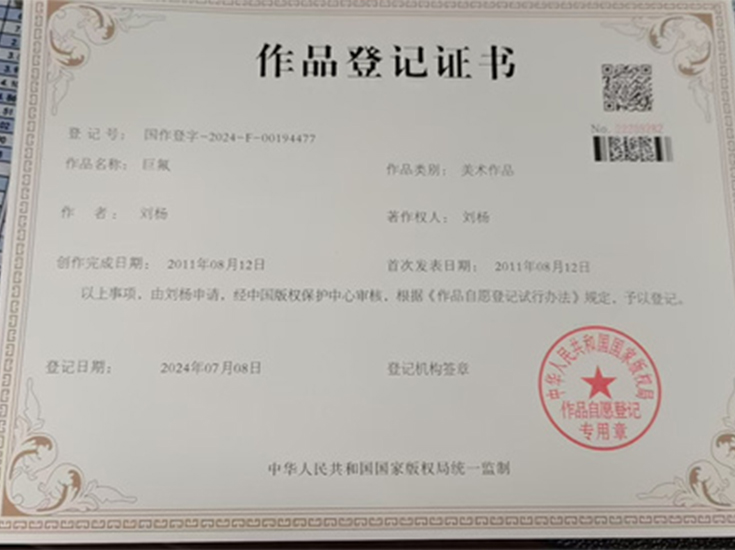 作品登记证书
No.
登 记 号： 国作登字-2024-F-00194477
作品名称： 巨氟
作品类别： 美术作品
作 者： 刘杨
著作权人： 刘杨
创作完成日期： 2011年08月12日
首次发表日期： 2011年08月12日
以上事项，由刘杨申请，经中国版权保护中心审核，根据《作品自愿登记试行办法》规定，予以登记。
登记日期： 2024年07月08日
登记机构签章
中华人民共和国国家版权局
作品自愿登记
专用章
中华人民共和国国家版权局统一监制